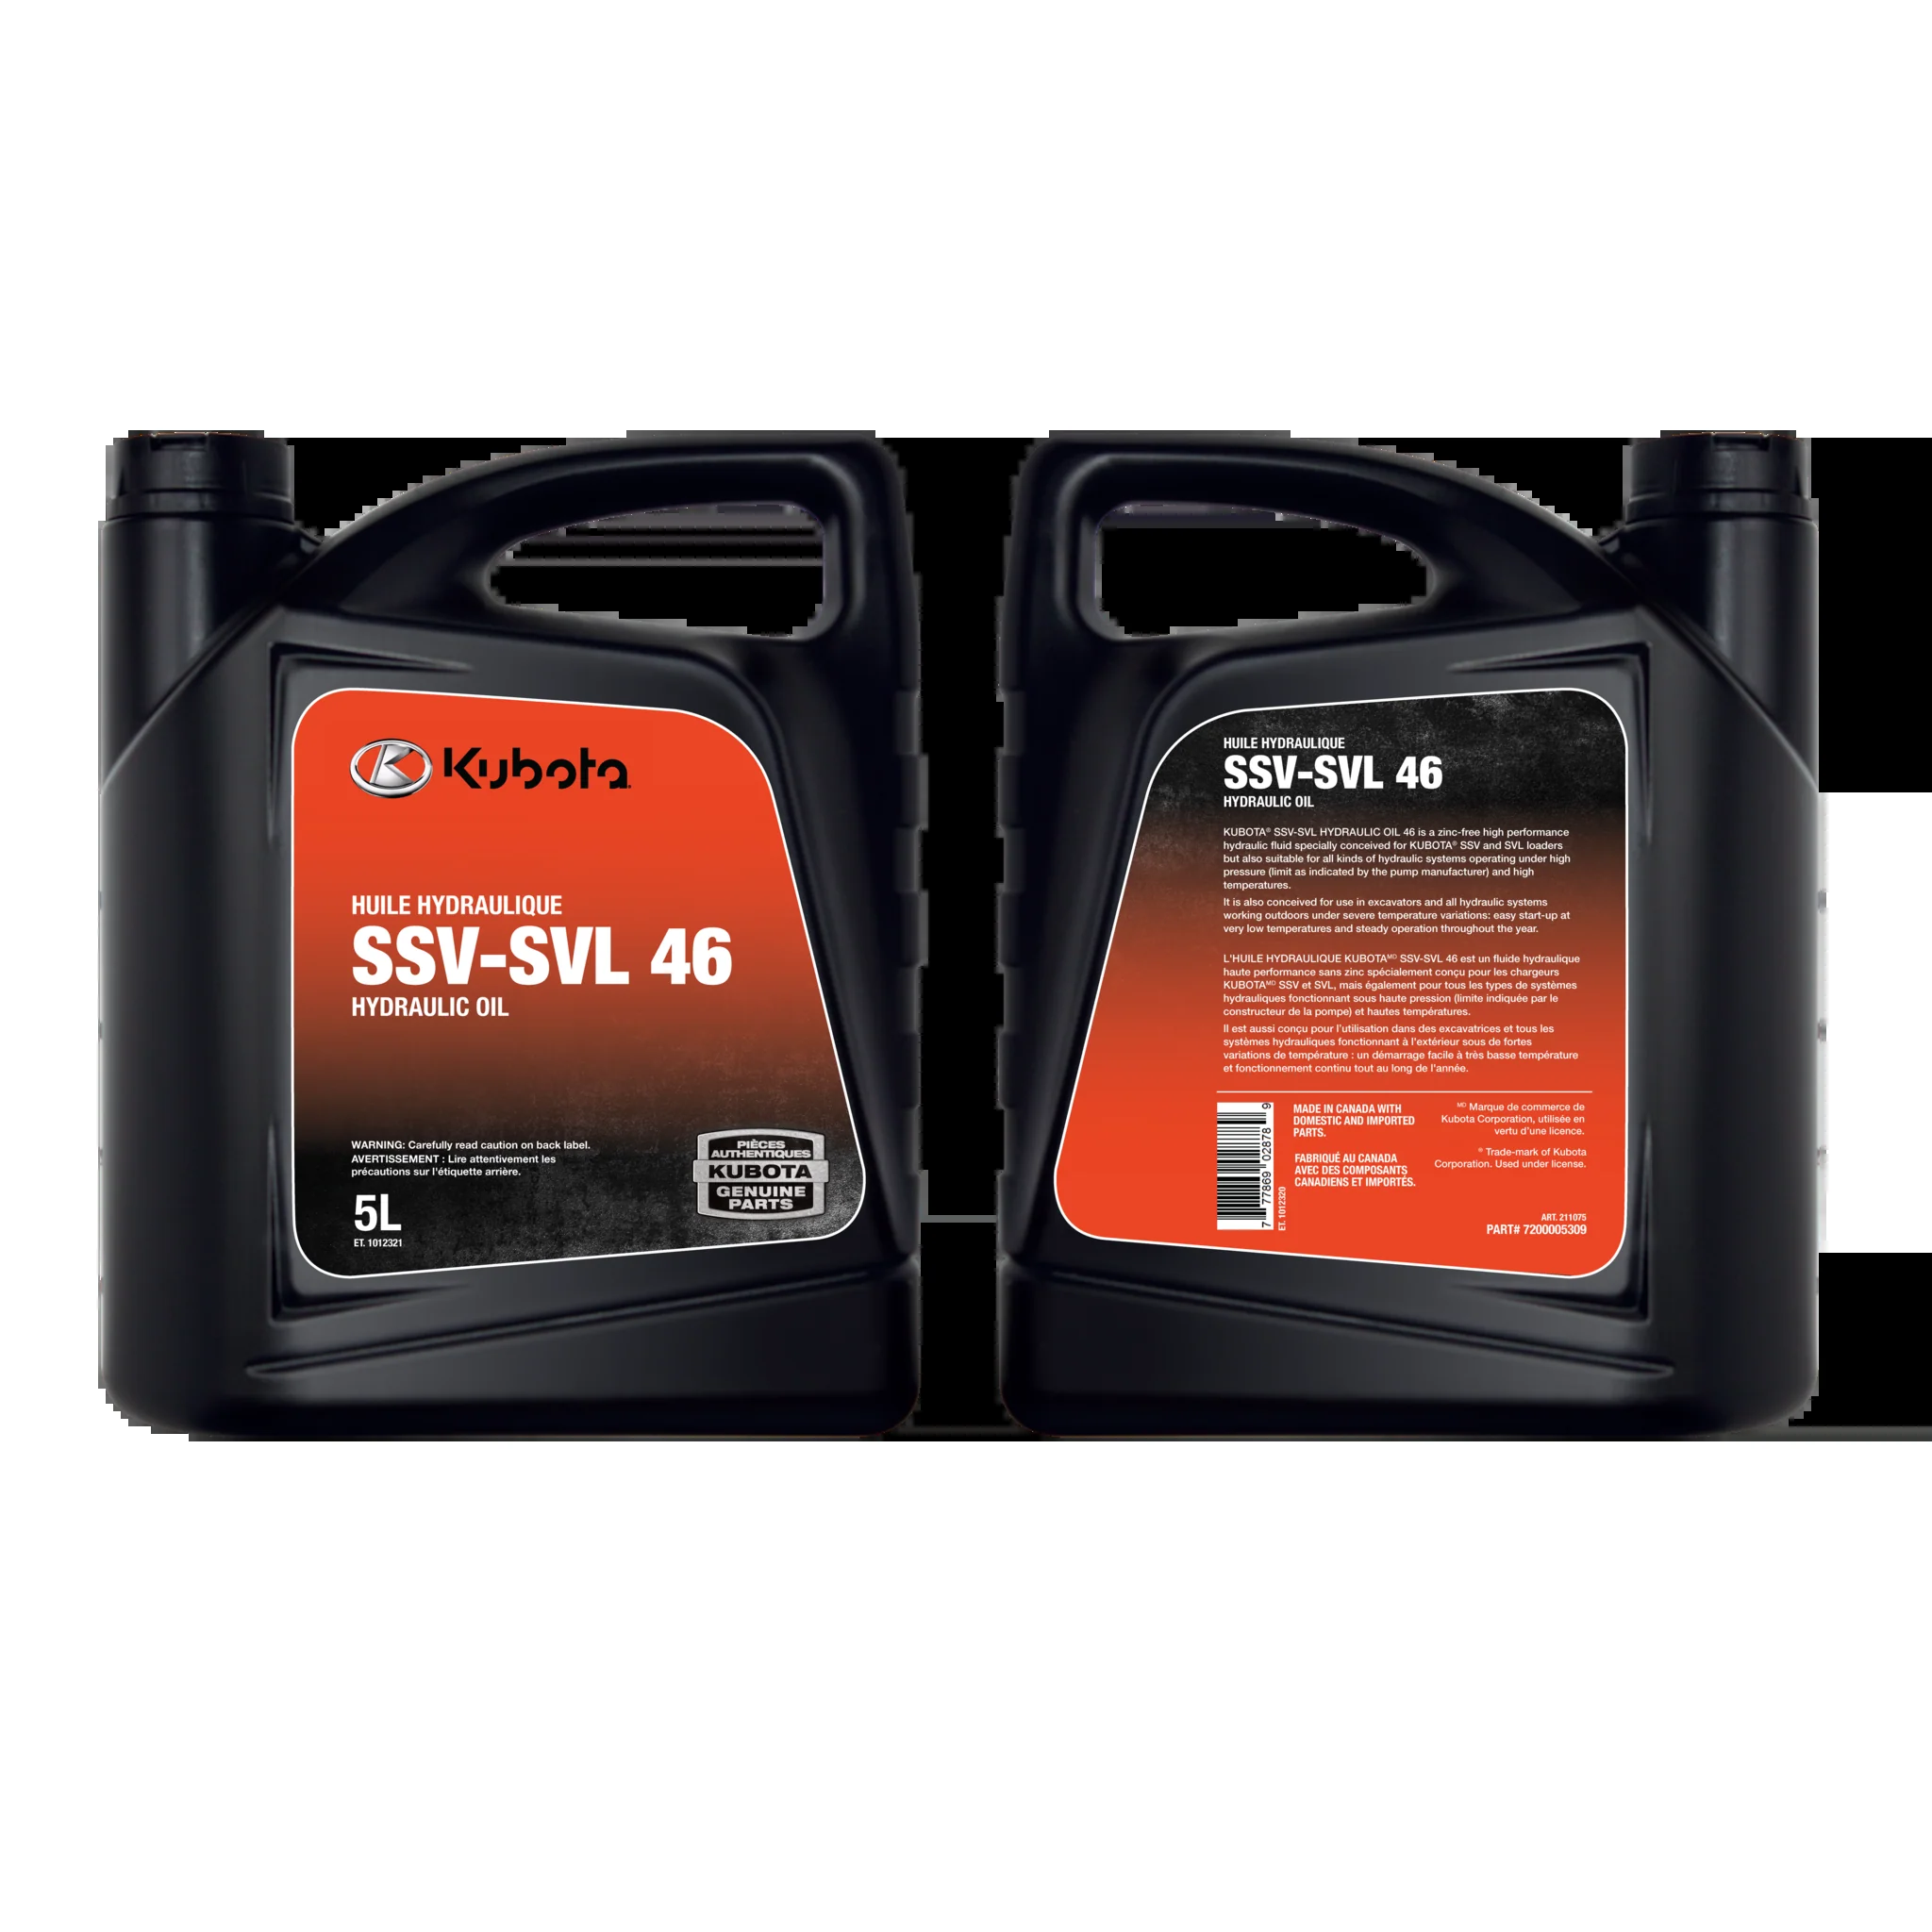 Kubota
HUILE HYDRAULIQUE
SSV-SVL 46
HYDRAULIC OIL
WARNING: Carefully read caution on back label.
AVERTISSEMENT : Lire attentivement les
précautions sur l'étiquette arrière.
5L
ET. 1012321
PIÈCES
AUTHENTIQUES
KUBOTA
GENUINE
PARTS
HUILE HYDRAULIQUE
SSV-SVL 46
HYDRAULIC OIL
KUBOTA® SSV-SVL HYDRAULIC OIL 46 is a zinc-free high performance
hydraulic fluid specially conceived for KUBOTA® SSV and SVL loaders
but also suitable for all kinds of hydraulic systems operating under high
pressure (limit as indicated by the pump manufacturer) and high
temperatures.
It is also conceived for use in excavators and all hydraulic systems
working outdoors under severe temperature variations: easy start-up at
very low temperatures and steady operation throughout the year.
L'HUILE HYDRAULIQUE KUBOTAᴹᴰ SSV-SVL 46 est un fluide hydraulique
haute performance sans zinc spécialement conçu pour les chargeurs
KUBOTAᴹᴰ SSV et SVL, mais également pour tous les types de systèmes
hydrauliques fonctionnant sous haute pression (limite indiquée par le
constructeur de la pompe) et hautes températures.
Il est aussi conçu pour l'utilisation dans des excavatrices et tous les
systèmes hydrauliques fonctionnant à l'extérieur sous de fortes
variations de température : un démarrage facile à très basse température
et fonctionnement continu tout au long de l'année.
7 77869 02878 9
ET. 1012320
MADE IN CANADA WITH
DOMESTIC AND IMPORTED
PARTS.
FABRIQUÉ AU CANADA
AVEC DES COMPOSANTS
CANADIENS ET IMPORTÉS.
ᴹᴰ Marque de commerce de
Kubota Corporation, utilisée en
vertu d'une licence.
® Trade-mark of Kubota
Corporation. Used under license.
ART. 211075
PART# 7200005309